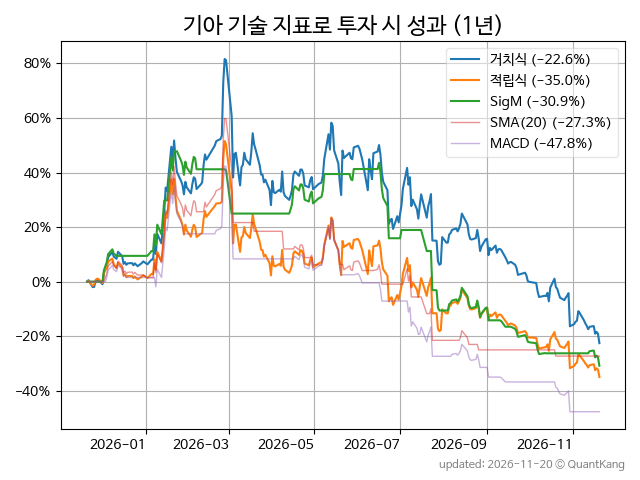 기아 기술 지표로 투자 시 성과 (1년)
거치식 (−22.6%)
적립식 (−35.0%)
SigM (−30.9%)
SMA(20) (−27.3%)
MACD (−47.8%)
80%
60%
40%
20%
0%
−20%
−40%
2026-01 2026-03 2026-05 2026-07 2026-09 2026-11
updated: 2026-11-20 © QuantKang